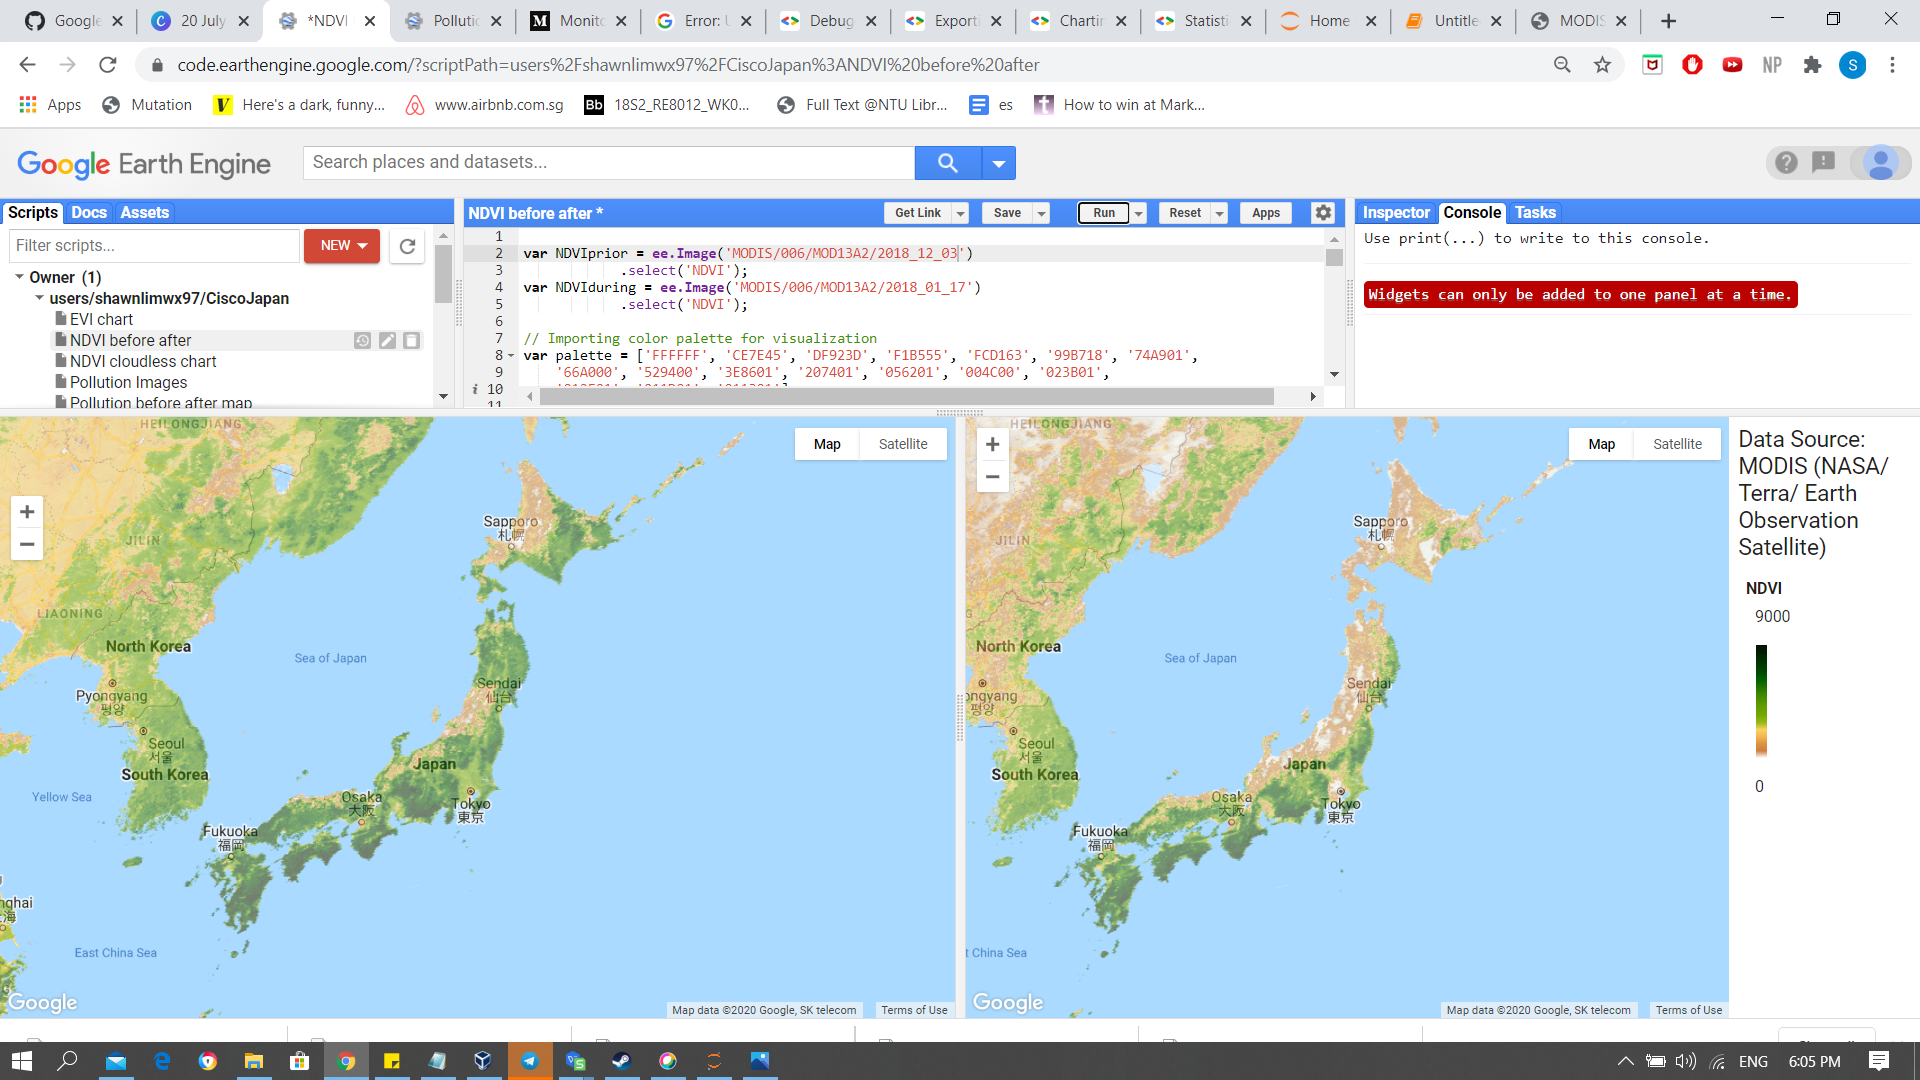 Google
20 July
*NDVI
Polluti
Monito
Error: U
Debug
Exporti
Chartin
Statisti
Home
Untitle
MODIS
code.earthengine.google.com/?scriptPath=users%2Fshawnlimwx97%2FCiscoJapan%3ANDVI%20before%20after
NP
S
Apps
Mutation
Here's a dark, funny...
www.airbnb.com.sg
Bb 18S2_RE8012_WK0...
Full Text @NTU Libr...
es
How to win at Mark...
Google Earth Engine
Search places and datasets...
Scripts Docs Assets
NDVI before after *
Get Link
Save
Run
Reset
Apps
Inspector Console Tasks
Filter scripts...
NEW
Owner (1)
users/shawnlimwx97/CiscoJapan
EVI chart
NDVI before after
NDVI cloudless chart
Pollution Images
Pollution before after map
1
2 var NDVIprior = ee.Image('MODIS/006/MOD13A2/2018_12_03')
3 .select('NDVI');
4 var NDVIduring = ee.Image('MODIS/006/MOD13A2/2018_01_17')
5 .select('NDVI');
6
7 // Importing color palette for visualization
8 var palette = ['FFFFFF', 'CE7E45', 'DF923D', 'F1B555', 'FCD163', '99B718', '74A901',
9 '66A000', '529400', '3E8601', '207401', '056201', '004C00', '023B01',
i 10
11
Use print(...) to write to this console.
Widgets can only be added to one panel at a time.
HEILONGJIANG
Map Satellite
JILIN
Sapporo
札幌
LIAONING
North Korea
Sea of Japan
Pyongyang
평양
Sendai
仙台
Seoul
서울
South Korea
Japan
Yellow Sea
Osaka
大阪
Tokyo
東京
Fukuoka
福岡
nghai
海
East China Sea
Google
Map data ©2020 Google, SK telecom
Terms of Use
HEILONGJIANG
Map Satellite
JILIN
Sapporo
札幌
North Korea
Sea of Japan
ongyang
평양
Sendai
仙台
Seoul
서울
South Korea
Japan
Osaka
大阪
Tokyo
東京
Fukuoka
福岡
t China Sea
Google
Map data ©2020 Google, SK telecom
Terms of Use
Data Source:
MODIS (NASA/
Terra/ Earth
Observation
Satellite)
NDVI
9000
0
ENG
6:05 PM